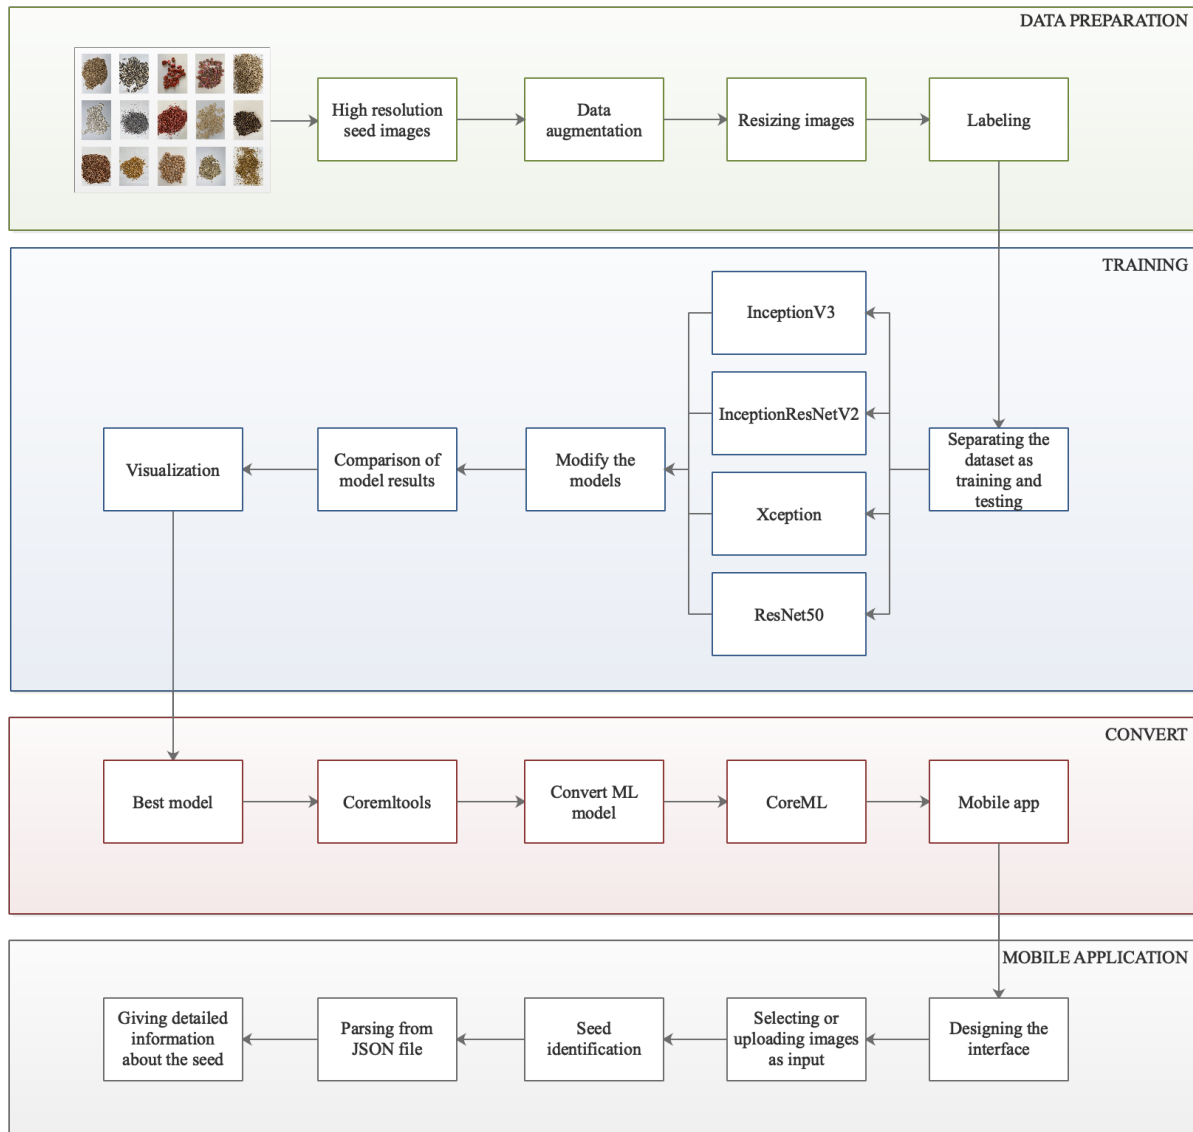 DATA PREPARATION
High resolution
seed images
Data
augmentation
Resizing images
Labeling
TRAINING
InceptionV3
InceptionResNetV2
Xception
ResNet50
Separating the
dataset as
training and
testing
Modify the
models
Comparison of
model results
Visualization
CONVERT
Best model
Coremltools
Convert ML
model
CoreML
Mobile app
MOBILE APPLICATION
Designing the
interface
Selecting or
uploading images
as input
Seed
identification
Parsing from
JSON file
Giving detailed
information
about the seed